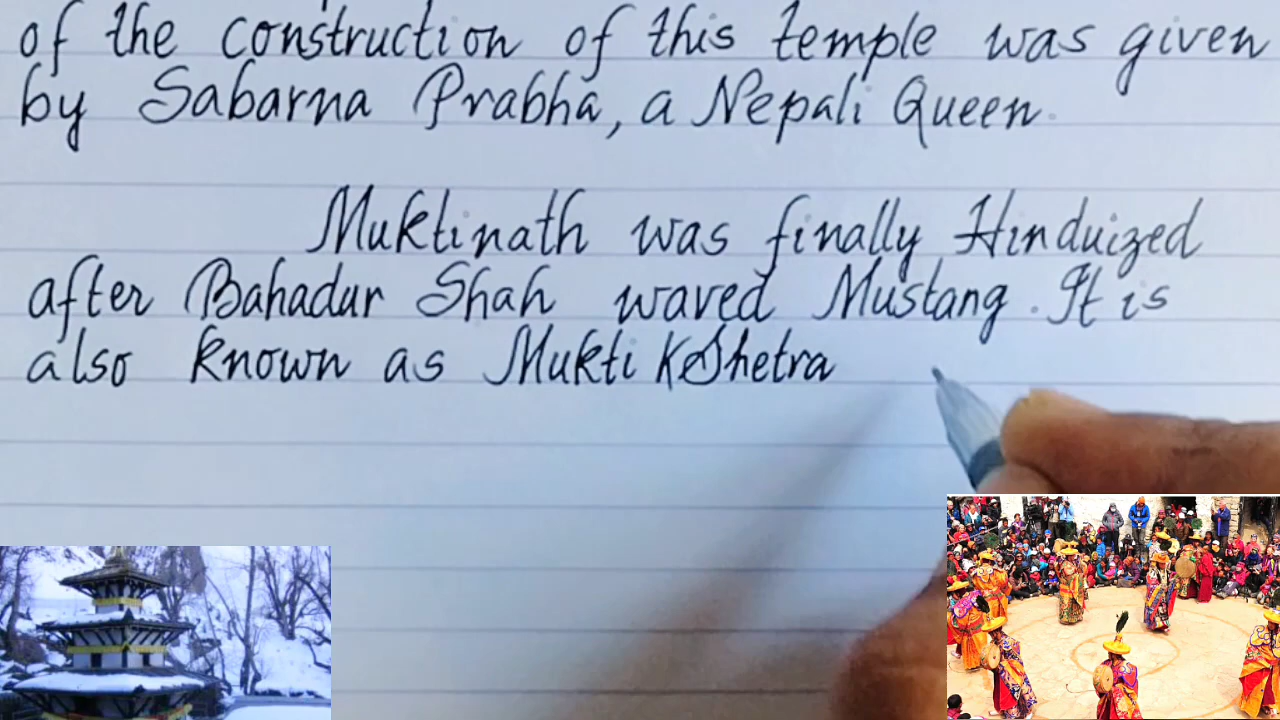 of the construction of this temple was given
by Sabarna Prabha, a Nepali Queen.
Muktinath was finally Hinduized
after Bahadur Shah waved Mustang. It is
also known as Mukti Kshetra